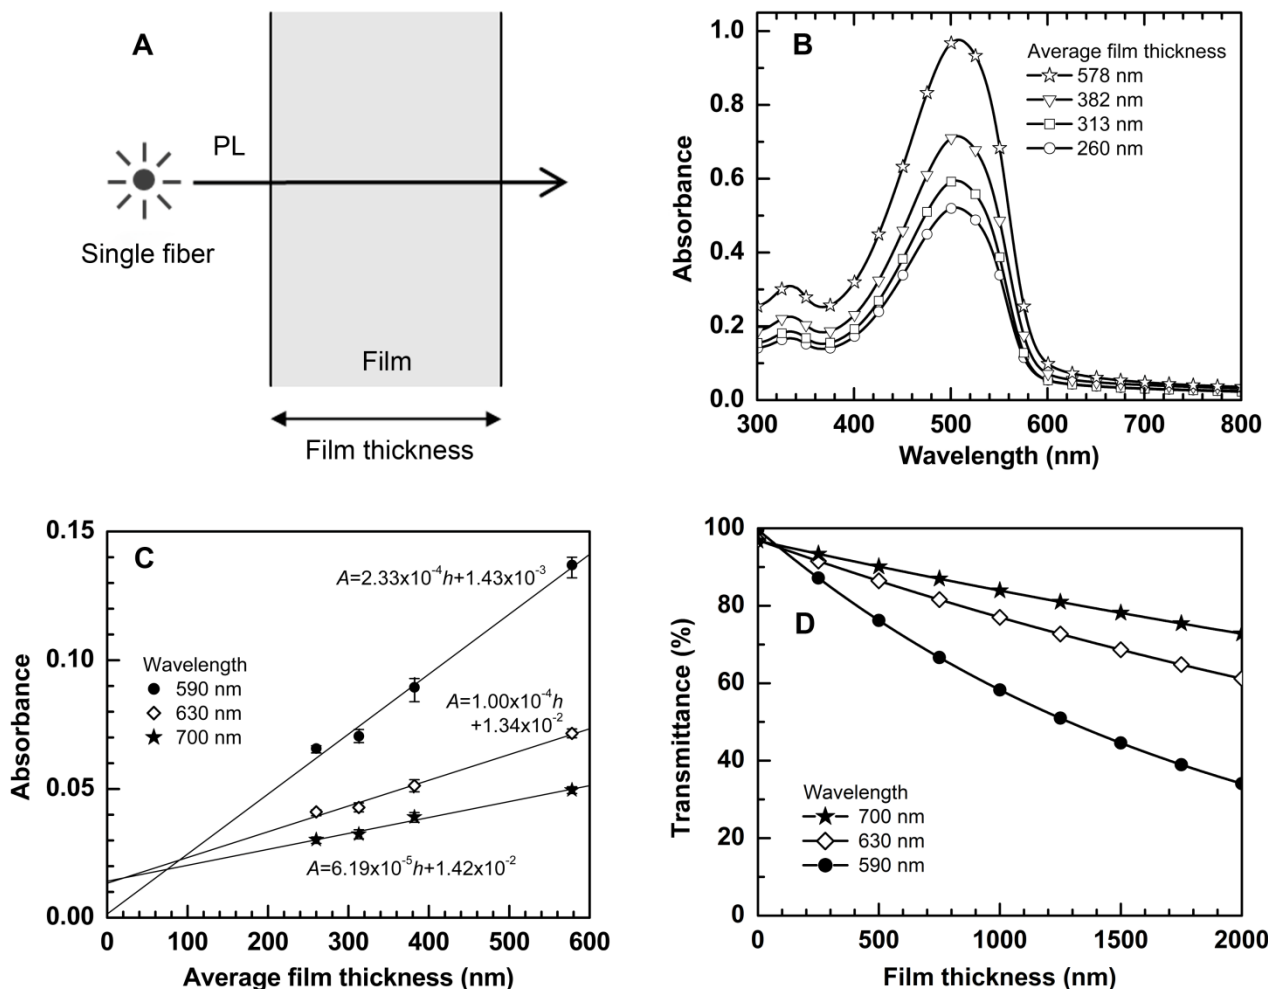 A
PL
Single fiber
Film
Film thickness
B
Average film thickness
578 nm
382 nm
313 nm
260 nm
1.0
0.8
0.6
0.4
0.2
0.0
Absorbance
300 400 500 600 700 800
Wavelength (nm)
C
A=2.33x10⁻⁴h+1.43x10⁻³
Wavelength
590 nm
630 nm
700 nm
A=1.00x10⁻⁴h
+1.34x10⁻²
A=6.19x10⁻⁵h+1.42x10⁻²
0.15
0.10
0.05
0.00
Absorbance
0 100 200 300 400 500 600
Average film thickness (nm)
D
Wavelength
700 nm
630 nm
590 nm
100
80
60
40
20
0
Transmittance (%)
0 500 1000 1500 2000
Film thickness (nm)